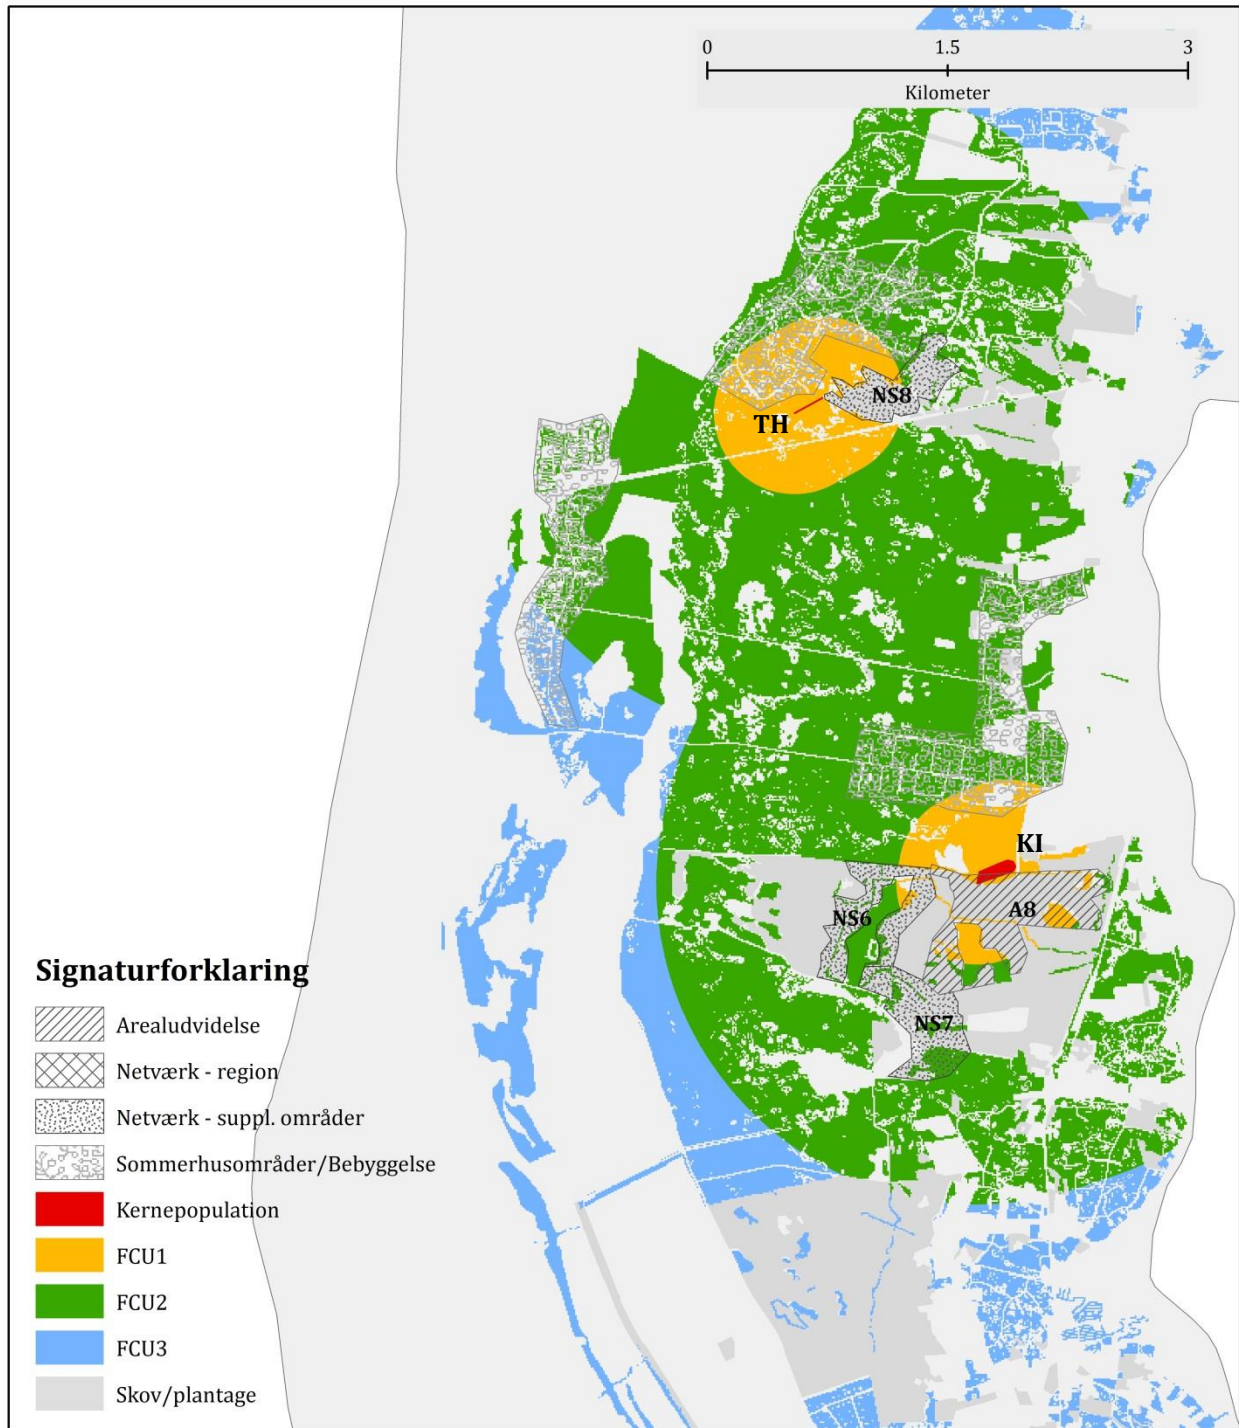 0 1.5 3
Kilometer
NS8
TH
KI
A8
NS6
NS7
Signaturforklaring
Arealudvidelse
Netværk - region
Netværk - suppl. områder
Sommerhusområder/Bebyggelse
Kernepopulation
FCU1
FCU2
FCU3
Skov/plantage